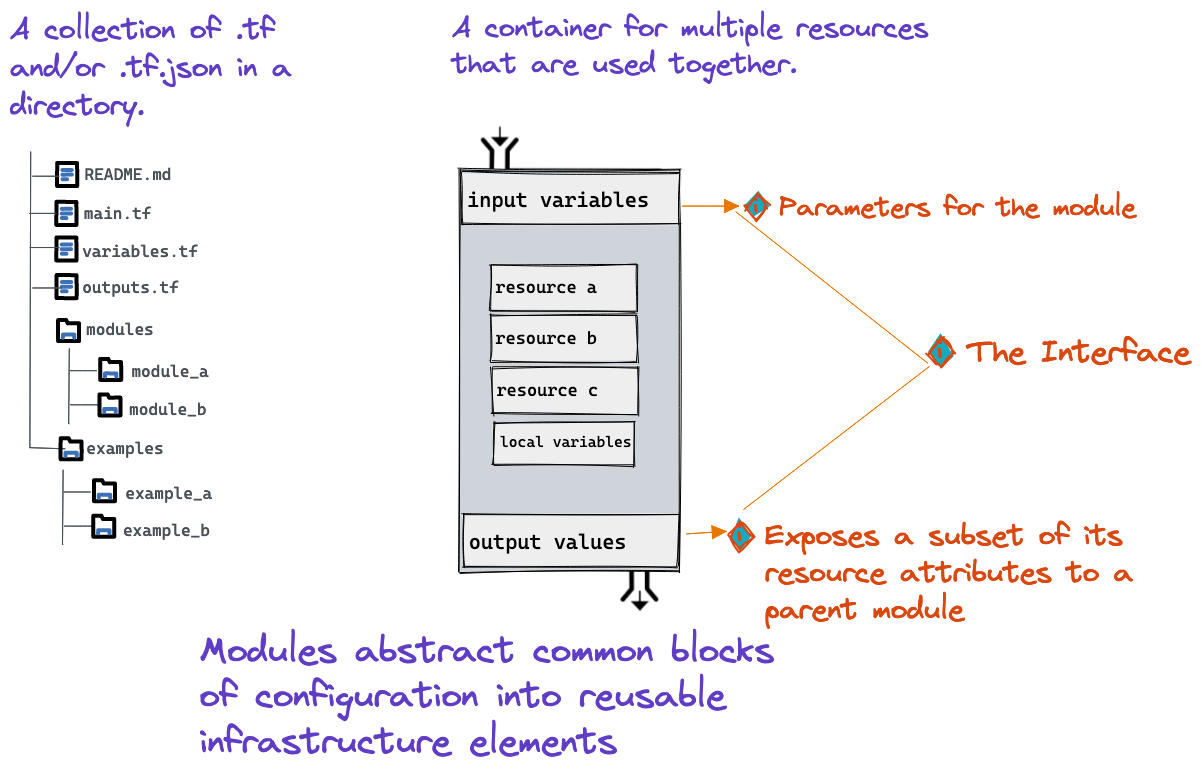 A collection of .tf
and/or .tf.json in a
directory.
A container for multiple resources
that are used together.
README.md
main.tf
variables.tf
outputs.tf
modules
module_a
module_b
examples
example_a
example_b
input variables
resource a
resource b
resource c
local variables
output values
Parameters for the module
The Interface
Exposes a subset of its
resource attributes to a
parent module
Modules abstract common blocks
of configuration into reusable
infrastructure elements